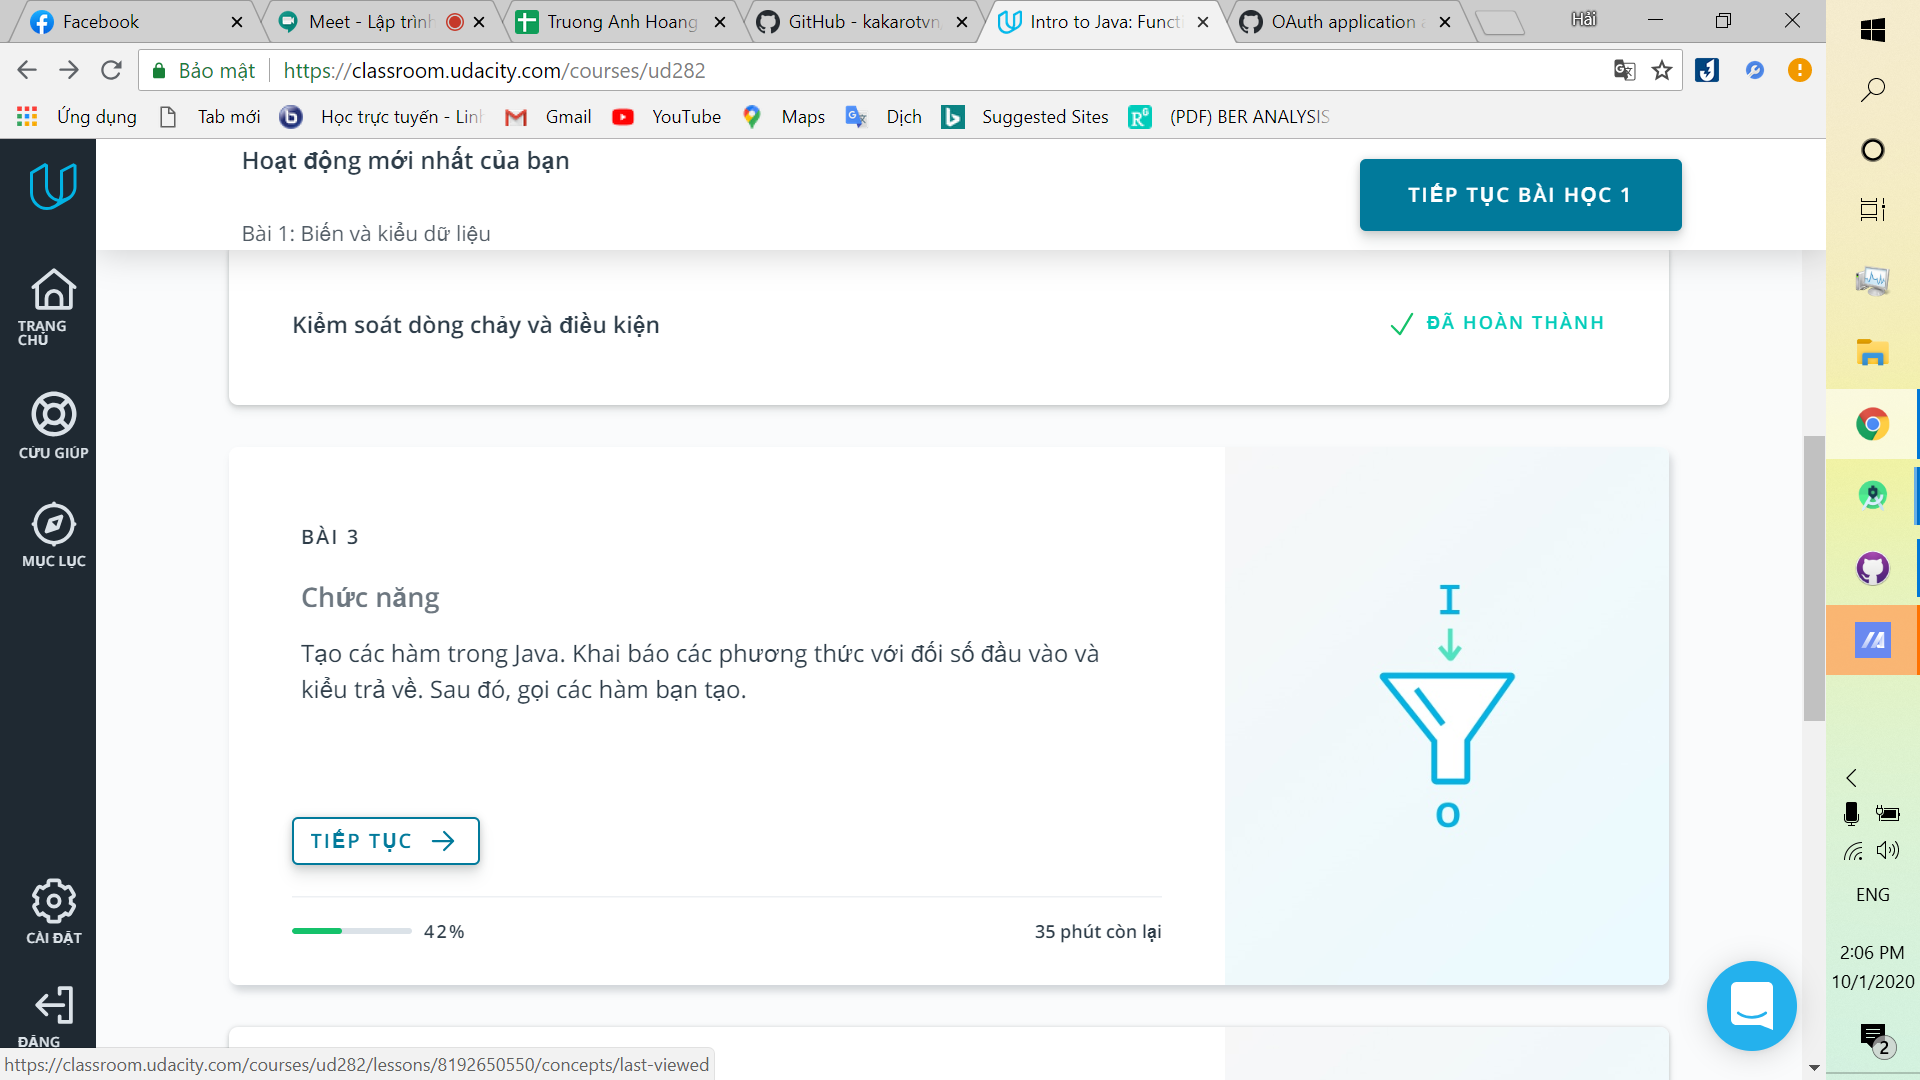 Facebook
Meet - Lập trình
Truong Anh Hoang
GitHub - kakarotvn
Intro to Java: Functi
OAuth application a
Hải
Bảo mật
https://classroom.udacity.com/courses/ud282
Ứng dụng
Tab mới
Học trực tuyến - Linh
Gmail
YouTube
Maps
Dịch
Suggested Sites
(PDF) BER ANALYSIS
Hoạt động mới nhất của bạn
Bài 1: Biến và kiểu dữ liệu
TIẾP TỤC BÀI HỌC 1
TRANG CHỦ
CỨU GIÚP
MỤC LỤC
CÀI ĐẶT
ĐĂNG
Kiểm soát dòng chảy và điều kiện
ĐÃ HOÀN THÀNH
BÀI 3
Chức năng
Tạo các hàm trong Java. Khai báo các phương thức với đối số đầu vào và
kiểu trả về. Sau đó, gọi các hàm bạn tạo.
I
O
TIẾP TỤC
42%
35 phút còn lại
https://classroom.udacity.com/courses/ud282/lessons/8192650550/concepts/last-viewed
ENG
2:06 PM
10/1/2020
2